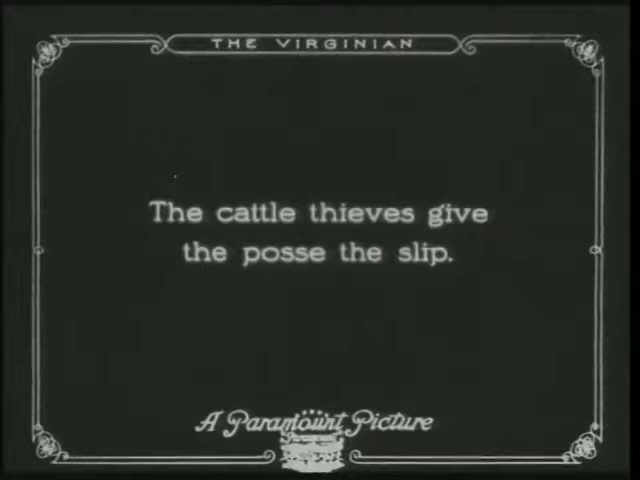 THE VIRGINIAN
The cattle thieves give
the posse the slip.
A Paramount Picture